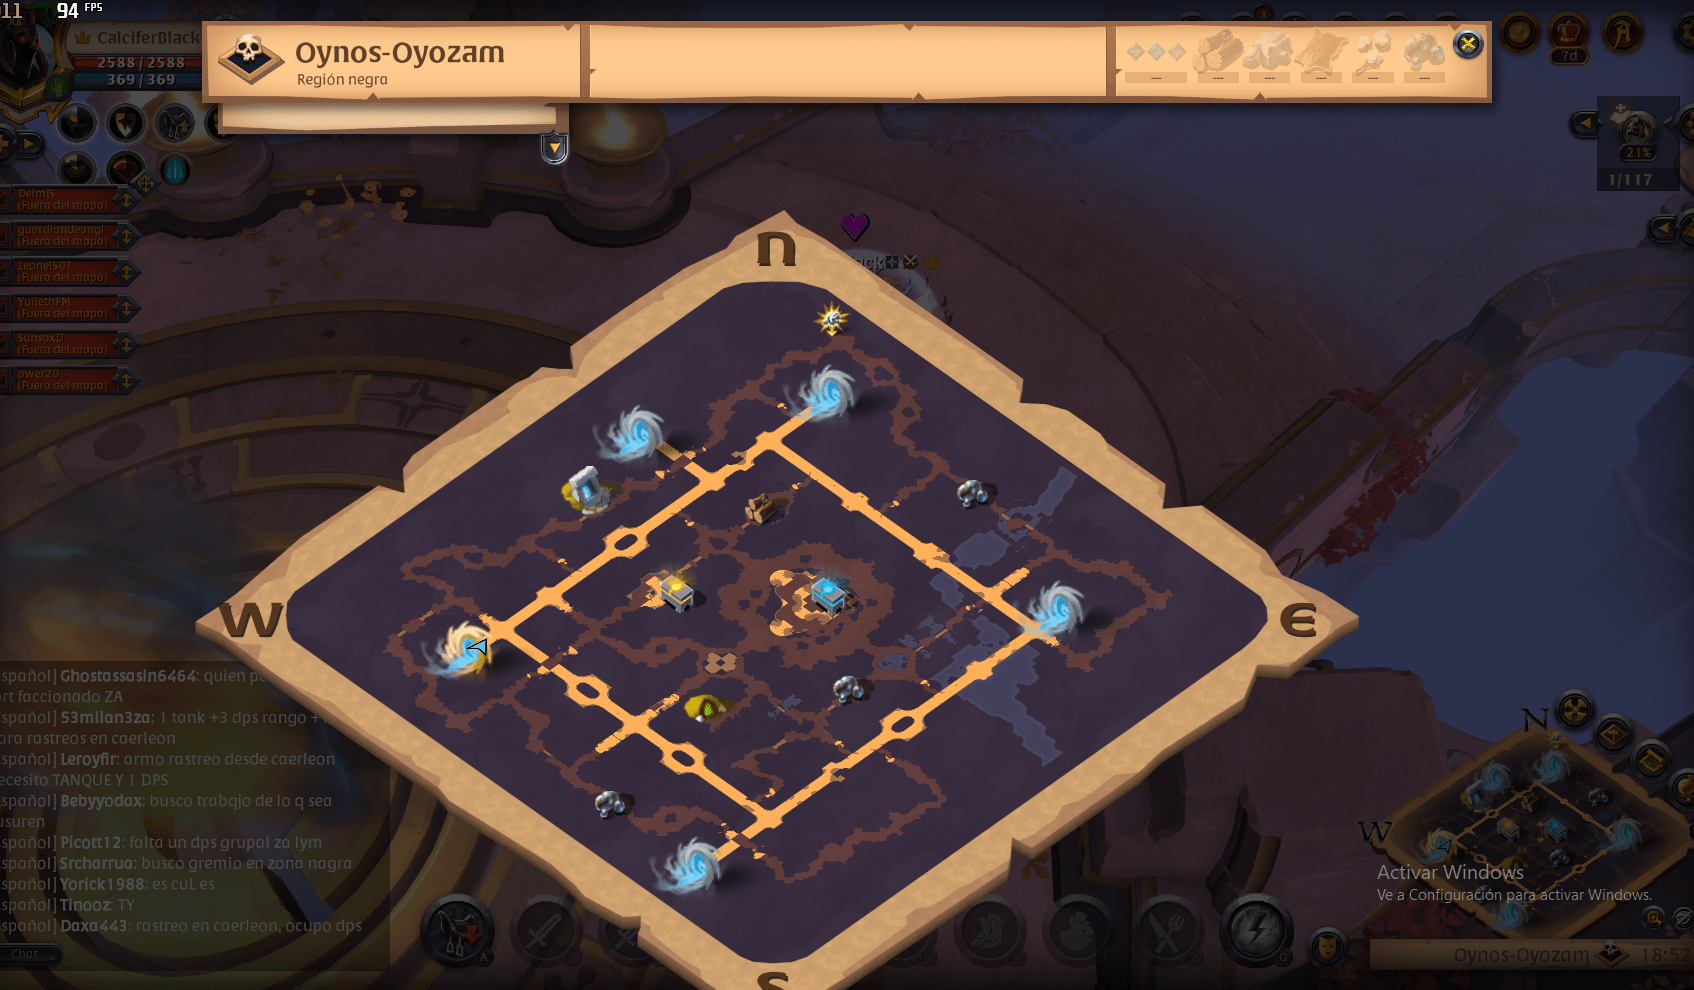 11 94 FPS
CalciferBlack
2588 / 2588
369 / 369
Oynos-Oyozam
Región negra
--- --- --- --- --- ---
7d
21%
1/117
DeimJS
(Fuera del mapa)
guardiondeongi
(Fuera del mapa)
Leonel507
(Fuera del mapa)
YuliethPM
(Fuera del mapa)
SansoxD
(Fuera del mapa)
ower20
(Fuera del mapa)
N
W
E
S
spañol] Ghostassasin6464: quien
ort faccionado ZA
spañol] 53milan3za: 1 tank +3 dps rango +
ara rastreos en caerleon
spañol] Leroyfir: armo rastreo desde caerleon
ecesito TANQUE Y 1 DPS
spañol] Bebyyodax: busco trabqjo de lo q sea
usuren
spañol] Picott12: falta un dps grupal za lym
spañol] Srcharrua: busco gremio en zona nagra
spañol] Yorick1988: es cuL es
spañol] Tinooz: TY
spañol] Daxa443: rastreo en caerleon, ocupo dps
Chat
A
O
N
W
Activar Windows
Ve a Configuración para activar Windows.
Oynos-Oyozam 18:52